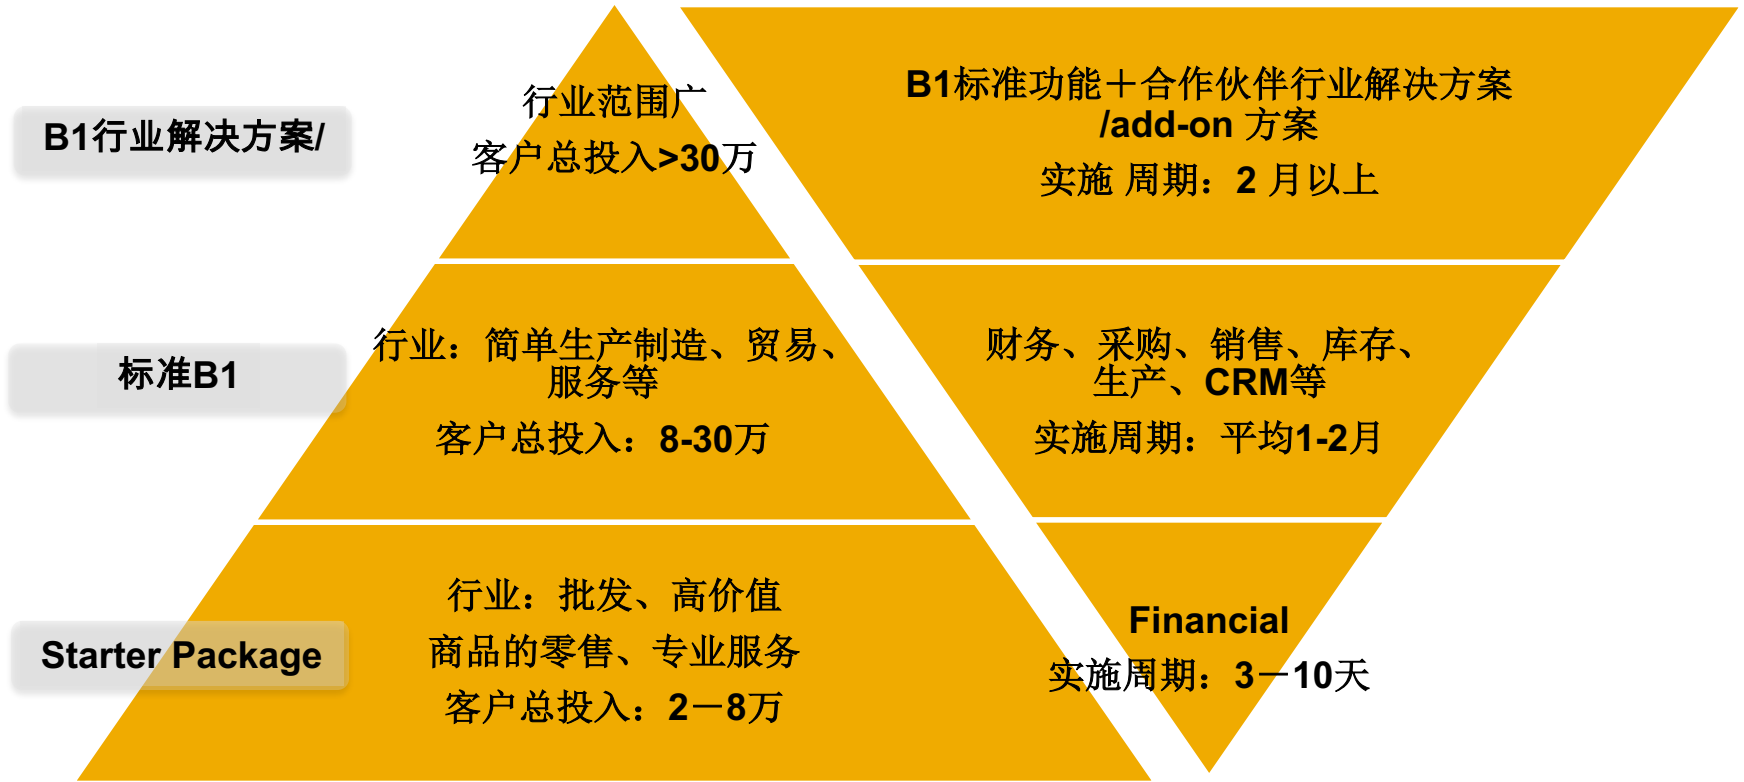 B1行业解决方案/
行业范围广
客户总投入>30万
B1标准功能＋合作伙伴行业解决方案
/add-on 方案
实施 周期：2 月以上
标准B1
行业：简单生产制造、贸易、
服务等
客户总投入：8-30万
财务、采购、销售、库存、
生产、CRM等
实施周期：平均1-2月
Starter Package
行业：批发、高价值
商品的零售、专业服务
客户总投入：2－8万
Financial
实施周期：3－10天